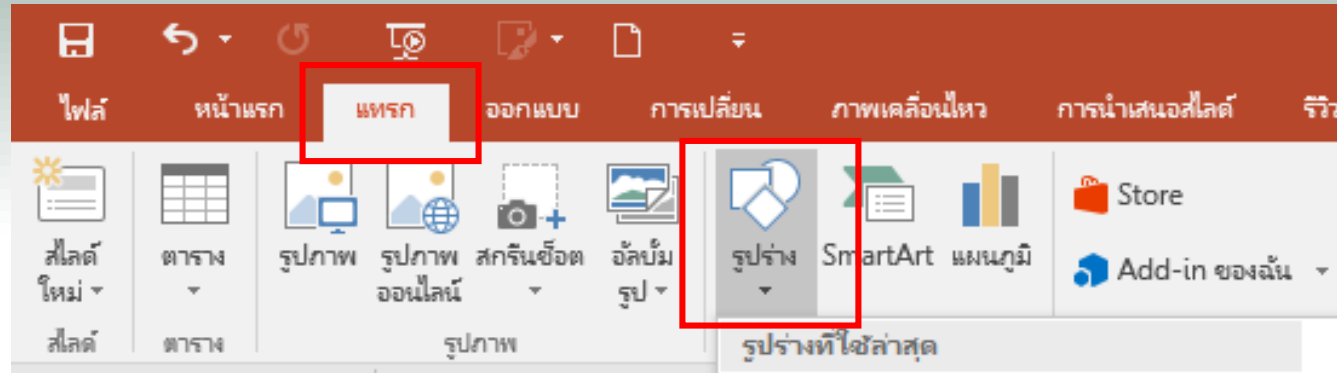 ไฟล์ หน้าแรก แทรก ออกแบบ การเปลี่ยน ภาพเคลื่อนไหว การนำเสนอสไลด์
Store
สไลด์ ตาราง รูปภาพ รูปภาพ สกรีนช็อต อัลบั้ม รูปร่าง SmartArt แผนภูมิ
ใหม่ ออนไลน์ รูป
Add-in ของฉัน
สไลด์ ตาราง รูปภาพ
รูปร่างที่ใช้ล่าสุด